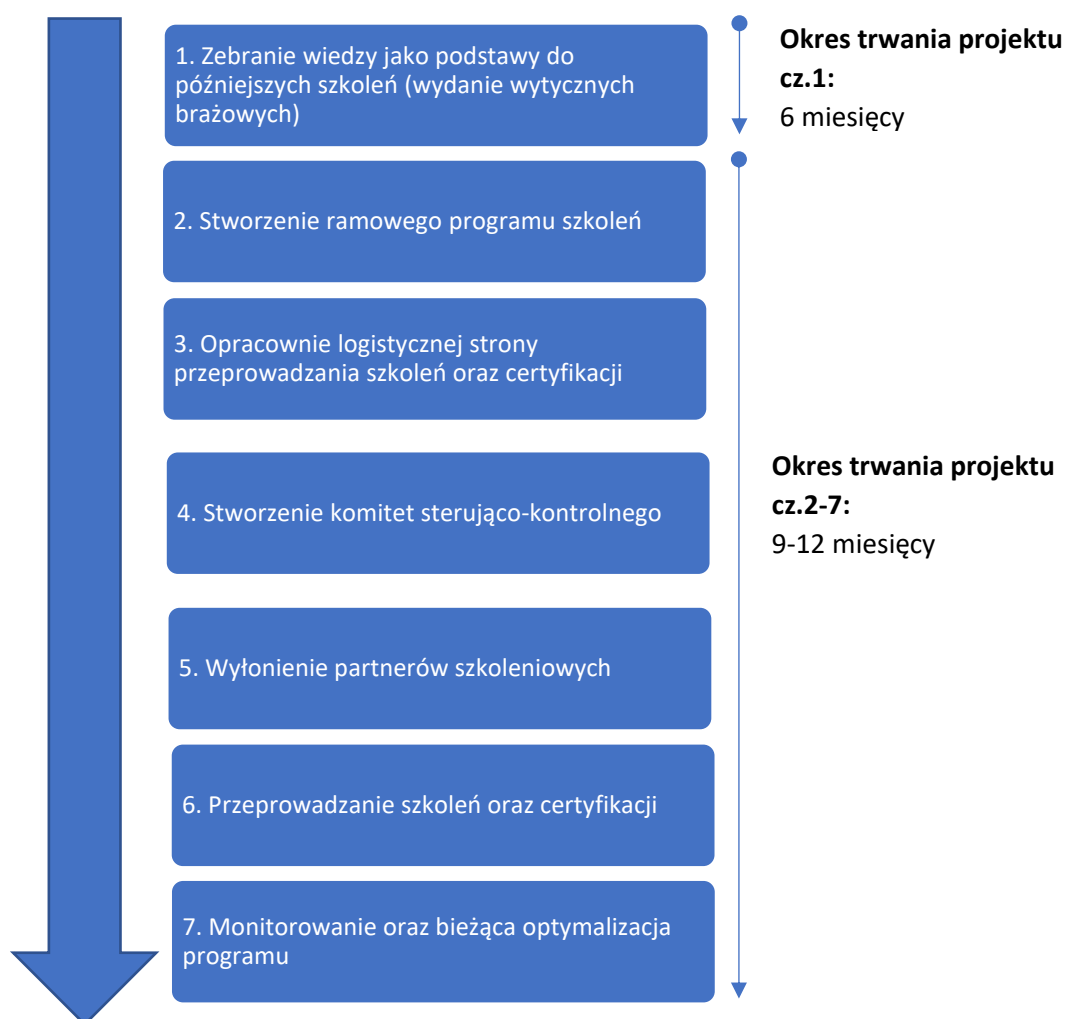 1. Zebranie wiedzy jako podstawy do
późniejszych szkoleń (wydanie wytycznych
brażowych)
Okres trwania projektu
cz.1:
6 miesięcy
2. Stworzenie ramowego programu szkoleń
3. Opracownie logistycznej strony
przeprowadzania szkoleń oraz certyfikacji
4. Stworzenie komitet sterująco-kontrolnego
Okres trwania projektu
cz.2-7:
9-12 miesięcy
5. Wyłonienie partnerów szkoleniowych
6. Przeprowadzanie szkoleń oraz certyfikacji
7. Monitorowanie oraz bieżąca optymalizacja
programu